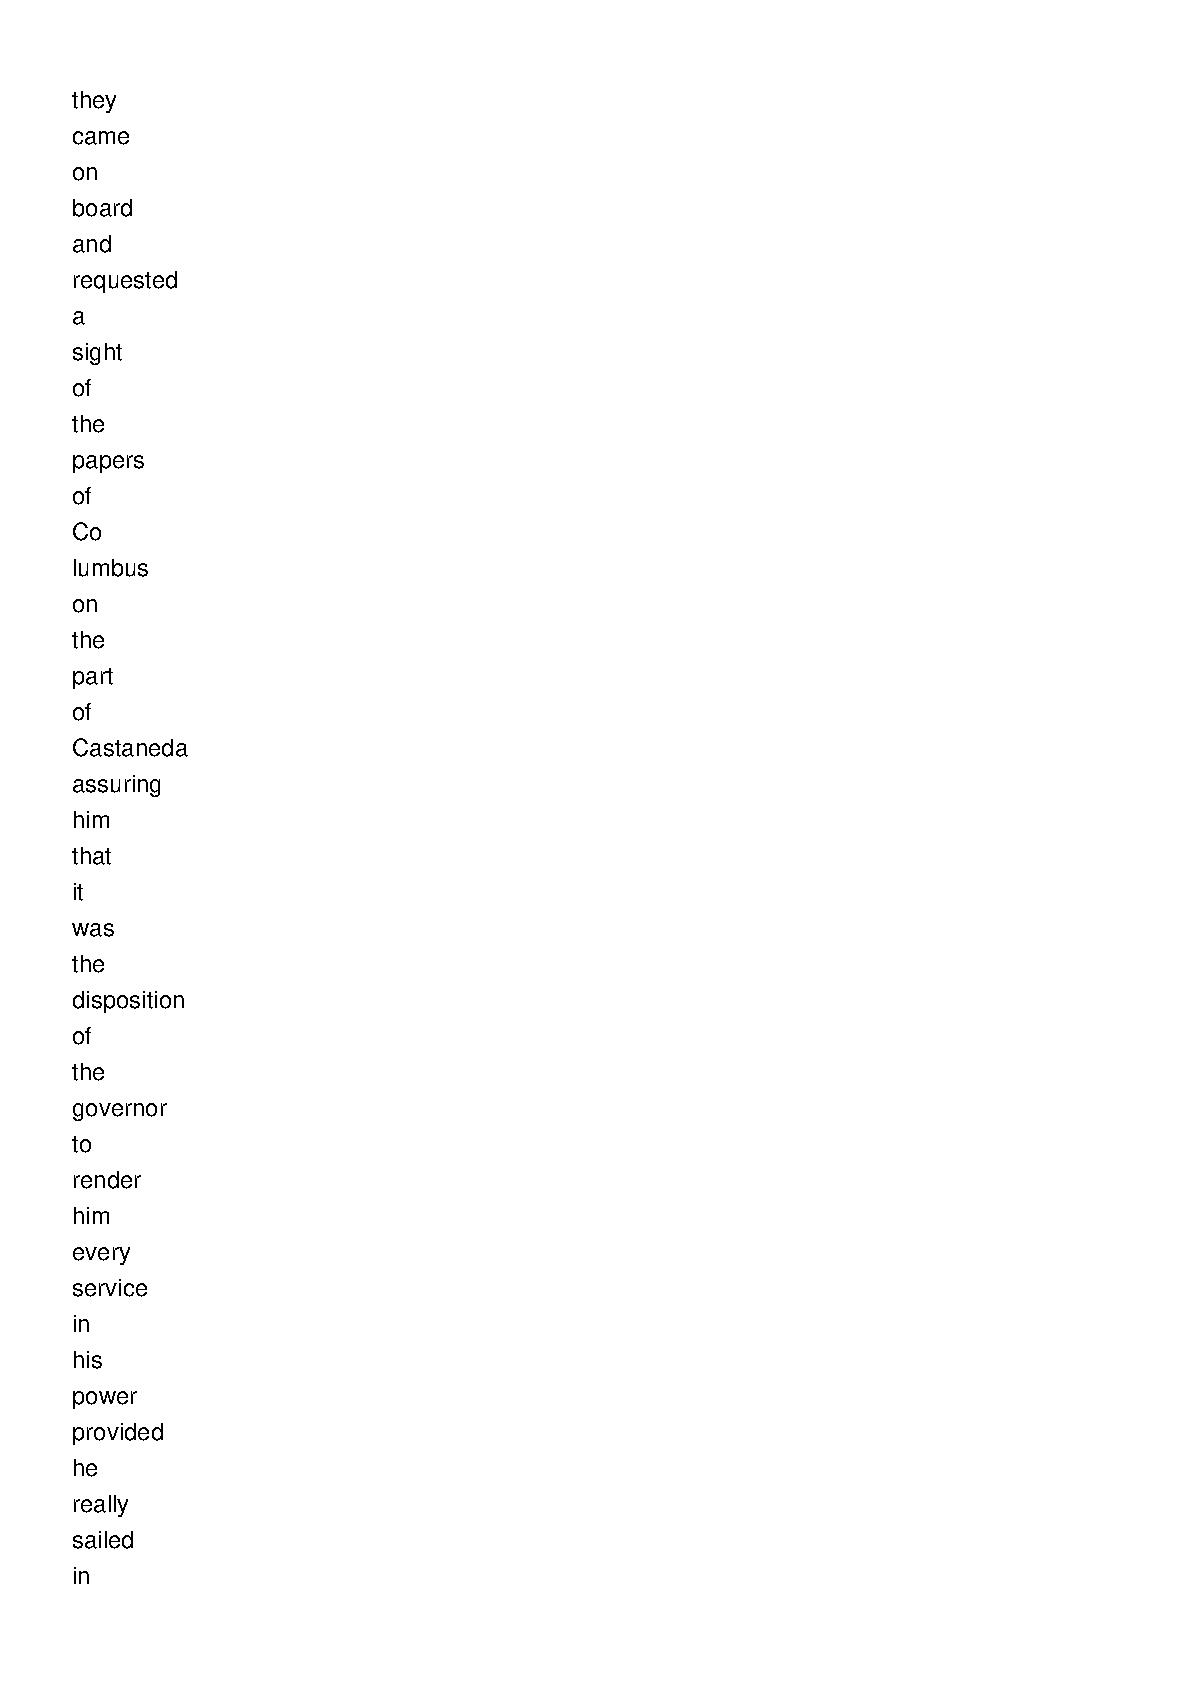 they
came
on
board
and
requested
a
sight
of
the
papers
of
Co
lumbus
on
the
part
of
Castaneda
assuring
him
that
it
was
the
disposition
of
the
governor
to
render
him
every
service
in
his
power
provided
he
really
sailed
in